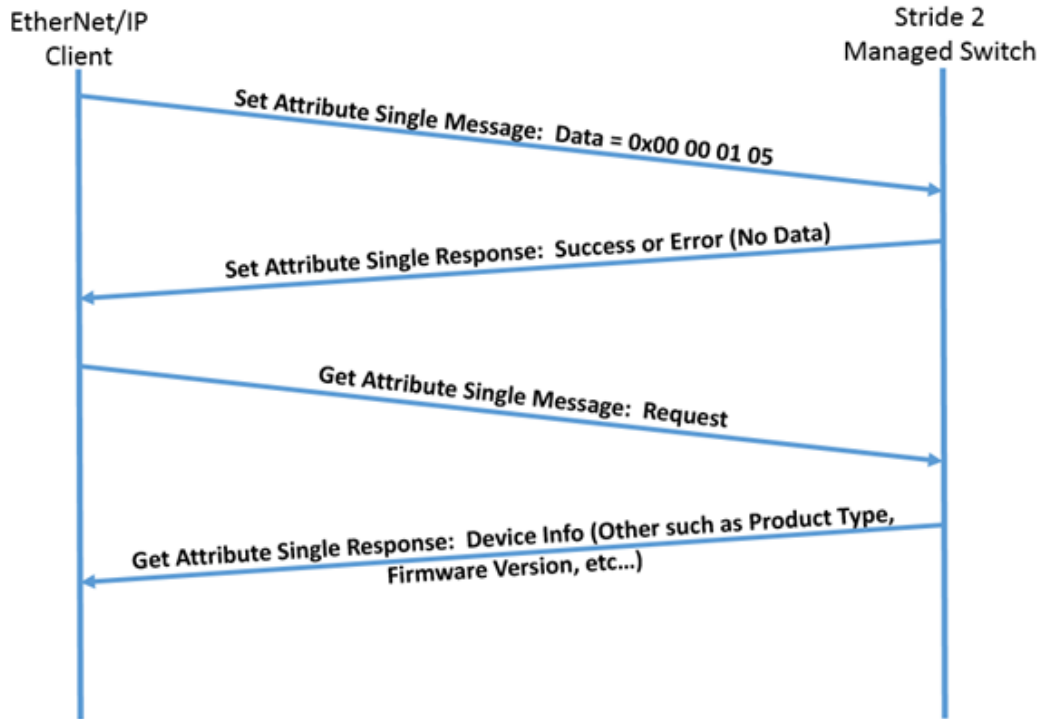 EtherNet/IP
Client
Stride 2
Managed Switch
Set Attribute Single Message:  Data = 0x00 00 01 05
Set Attribute Single Response:  Success or Error (No Data)
Get Attribute Single Message:  Request
Get Attribute Single Response:  Device Info (Other such as Product Type,
Firmware Version, etc...)